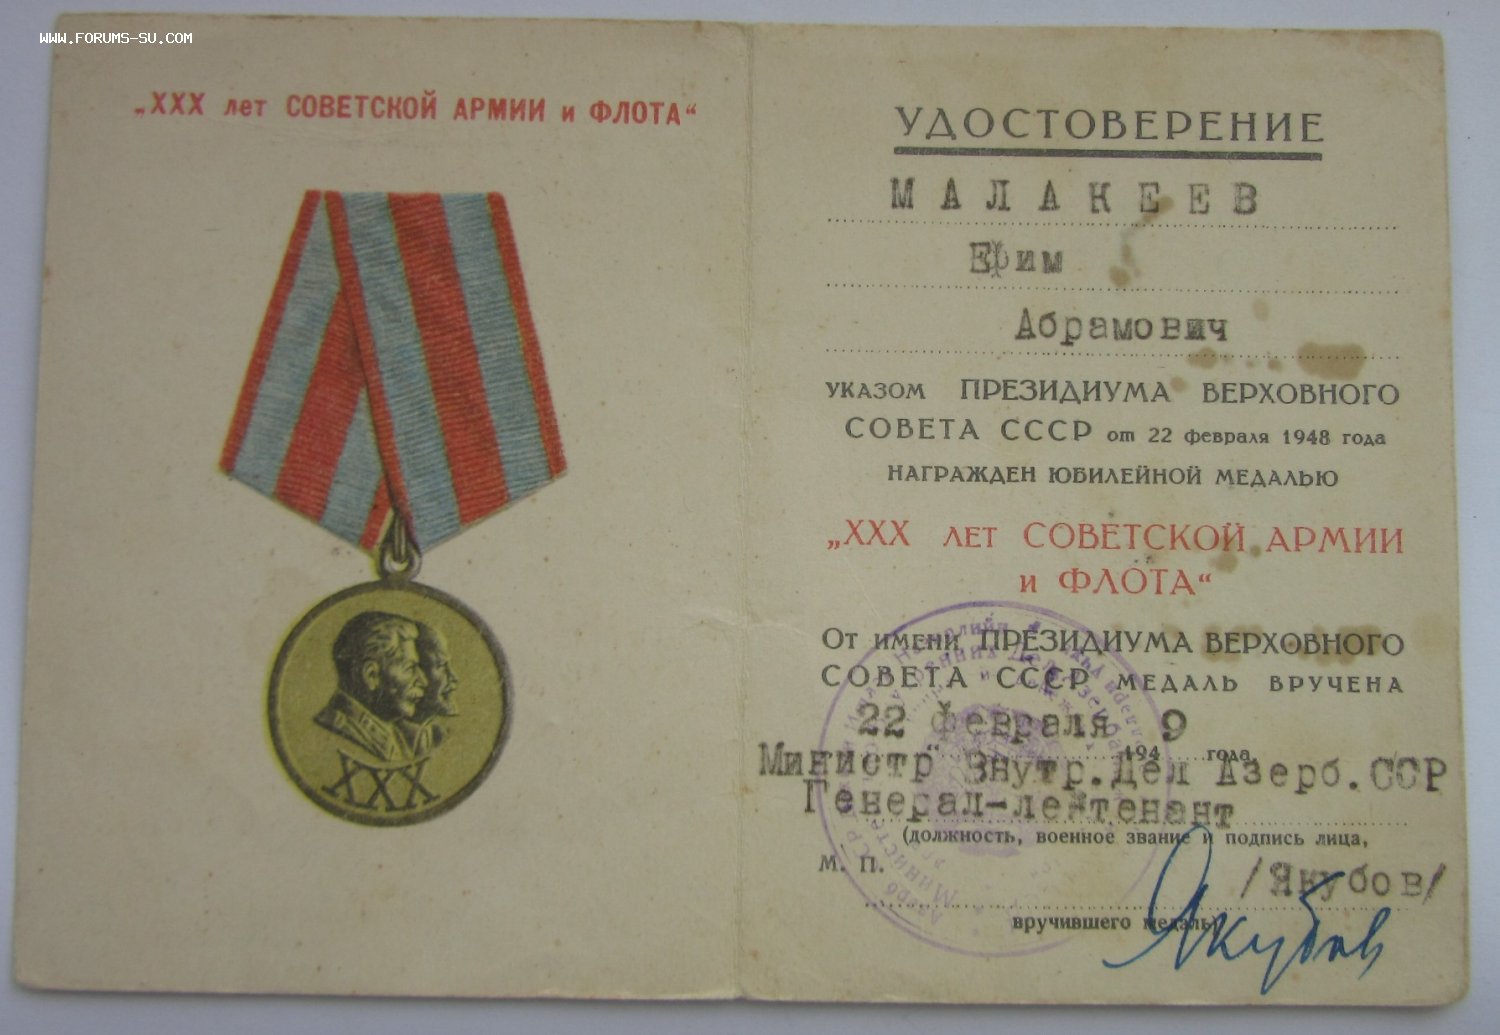 WWW.FORUMS-SU.COM
„XXX лет СОВЕТСКОЙ АРМИИ и ФЛОТА“
XXX
УДОСТОВЕРЕНИЕ
МАЛАКЕЕВ
Ефим
Абрамович
УКАЗОМ ПРЕЗИДИУМА ВЕРХОВНОГО
СОВЕТА СССР от 22 февраля 1948 года
НАГРАЖДЕН ЮБИЛЕЙНОЙ МЕДАЛЬЮ
„XXX ЛЕТ СОВЕТСКОЙ АРМИИ
и ФЛОТА“
ОТ ИМЕНИ ПРЕЗИДИУМА ВЕРХОВНОГО
СОВЕТА СССР МЕДАЛЬ ВРУЧЕНА
22 февраля 1949 года
Министр Внутр.Дел Азерб.ССР
Генерал-лейтенант
(должность, военное звание и подпись лица,
М. П.
/Якубов/
вручившего медаль)
Якубов